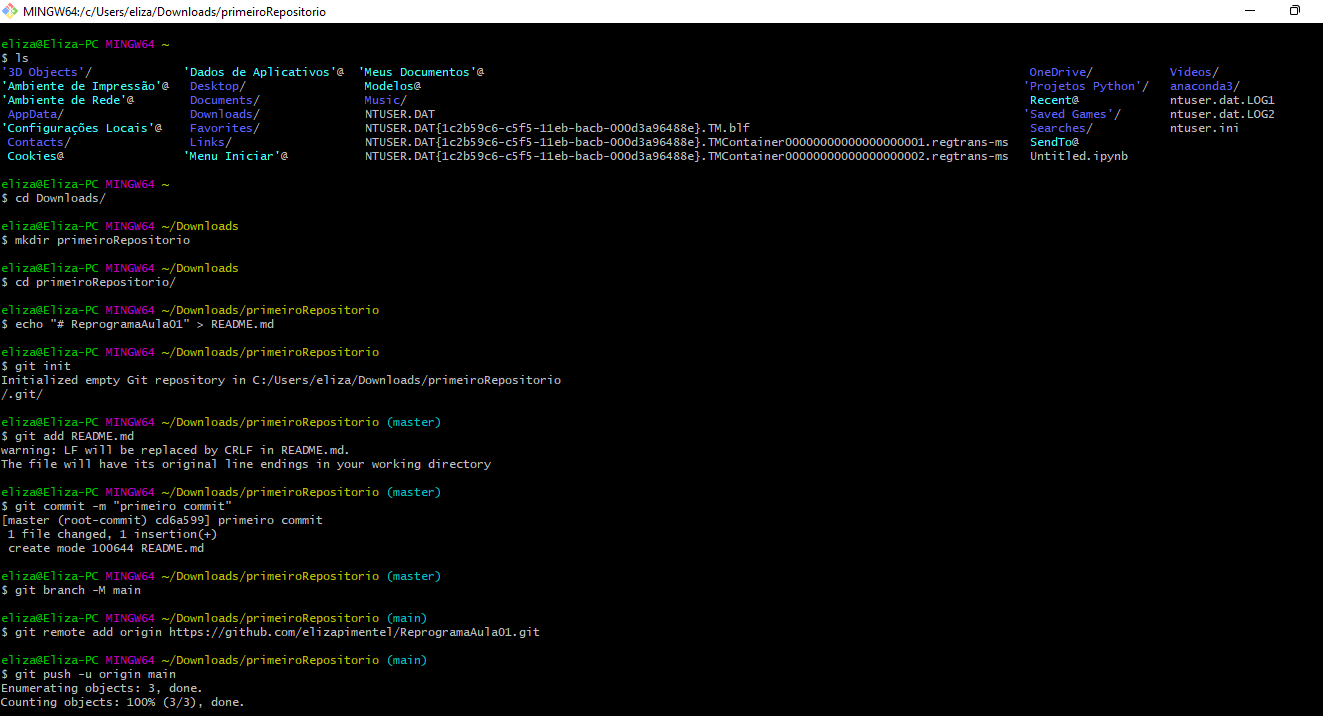 MINGW64:/c/Users/eliza/Downloads/primeiroRepositorio
eliza@Eliza-PC MINGW64 ~
$ ls
'3D Objects'/ 'Dados de Aplicativos'@ 'Meus Documentos'@ OneDrive/ Videos/
'Ambiente de Impressão'@ Desktop/ Modelos@ 'Projetos Python'/ anaconda3/
'Ambiente de Rede'@ Documents/ Music/ Recent@ ntuser.dat.LOG1
AppData/ Downloads/ NTUSER.DAT 'Saved Games'/ ntuser.dat.LOG2
'Configurações Locais'@ Favorites/ NTUSER.DAT{1c2b59c6-c5f5-11eb-bacb-000d3a96488e}.TM.blf Searches/ ntuser.ini
Contacts/ Links/ NTUSER.DAT{1c2b59c6-c5f5-11eb-bacb-000d3a96488e}.TMContainer00000000000000000001.regtrans-ms SendTo@
Cookies@ 'Menu Iniciar'@ NTUSER.DAT{1c2b59c6-c5f5-11eb-bacb-000d3a96488e}.TMContainer00000000000000000002.regtrans-ms Untitled.ipynb
eliza@Eliza-PC MINGW64 ~
$ cd Downloads/
eliza@Eliza-PC MINGW64 ~/Downloads
$ mkdir primeiroRepositorio
eliza@Eliza-PC MINGW64 ~/Downloads
$ cd primeiroRepositorio/
eliza@Eliza-PC MINGW64 ~/Downloads/primeiroRepositorio
$ echo "# ReprogramaAula01" > README.md
eliza@Eliza-PC MINGW64 ~/Downloads/primeiroRepositorio
$ git init
Initialized empty Git repository in C:/Users/eliza/Downloads/primeiroRepositorio
/.git/
eliza@Eliza-PC MINGW64 ~/Downloads/primeiroRepositorio (master)
$ git add README.md
warning: LF will be replaced by CRLF in README.md.
The file will have its original line endings in your working directory
eliza@Eliza-PC MINGW64 ~/Downloads/primeiroRepositorio (master)
$ git commit -m "primeiro commit"
[master (root-commit) cd6a599] primeiro commit
1 file changed, 1 insertion(+)
create mode 100644 README.md
eliza@Eliza-PC MINGW64 ~/Downloads/primeiroRepositorio (master)
$ git branch -M main
eliza@Eliza-PC MINGW64 ~/Downloads/primeiroRepositorio (main)
$ git remote add origin https://github.com/elizapimentel/ReprogramaAula01.git
eliza@Eliza-PC MINGW64 ~/Downloads/primeiroRepositorio (main)
$ git push -u origin main
Enumerating objects: 3, done.
Counting objects: 100% (3/3), done.